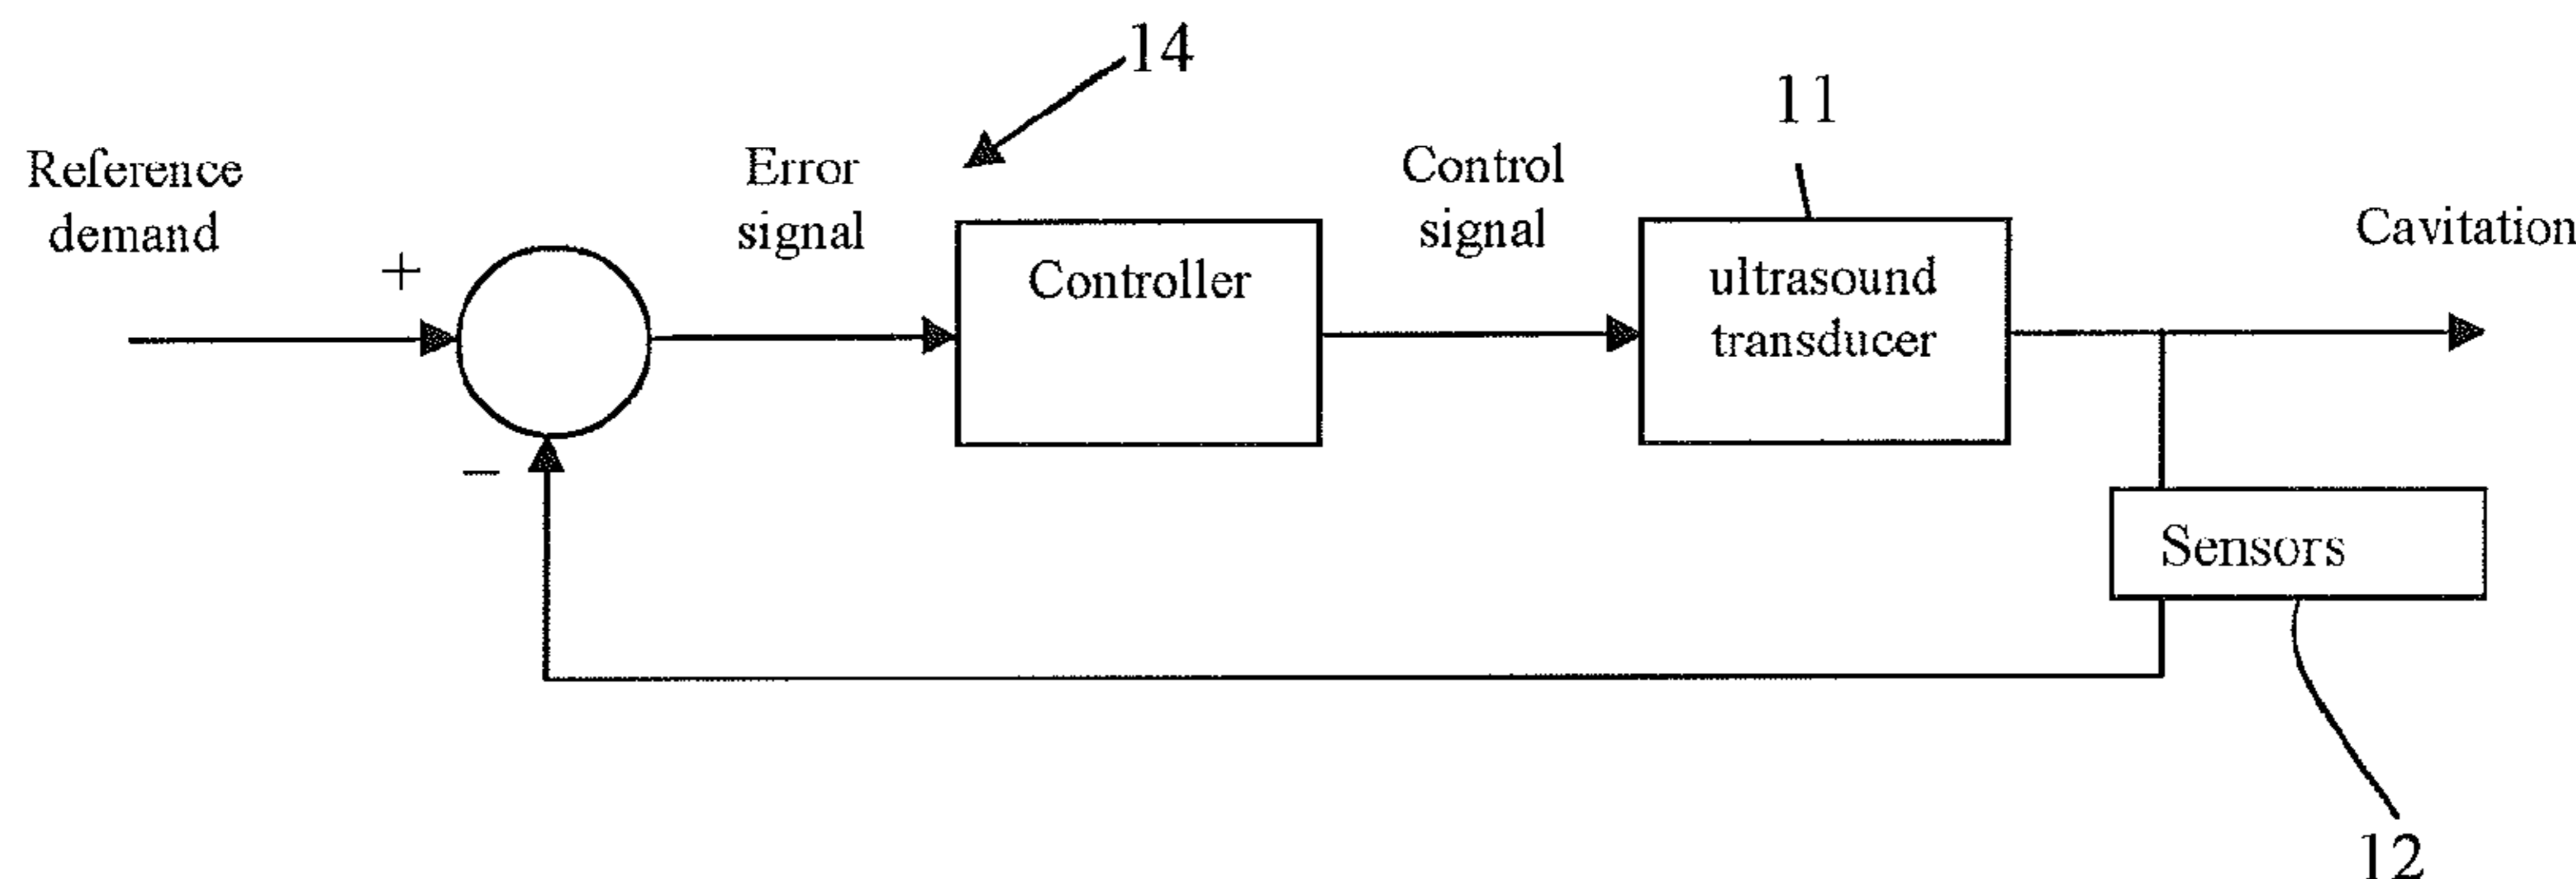 14
11
Reference
demand
Error
signal
Control
signal
Cavitation
+
Controller
ultrasound
transducer
−
Sensors
12